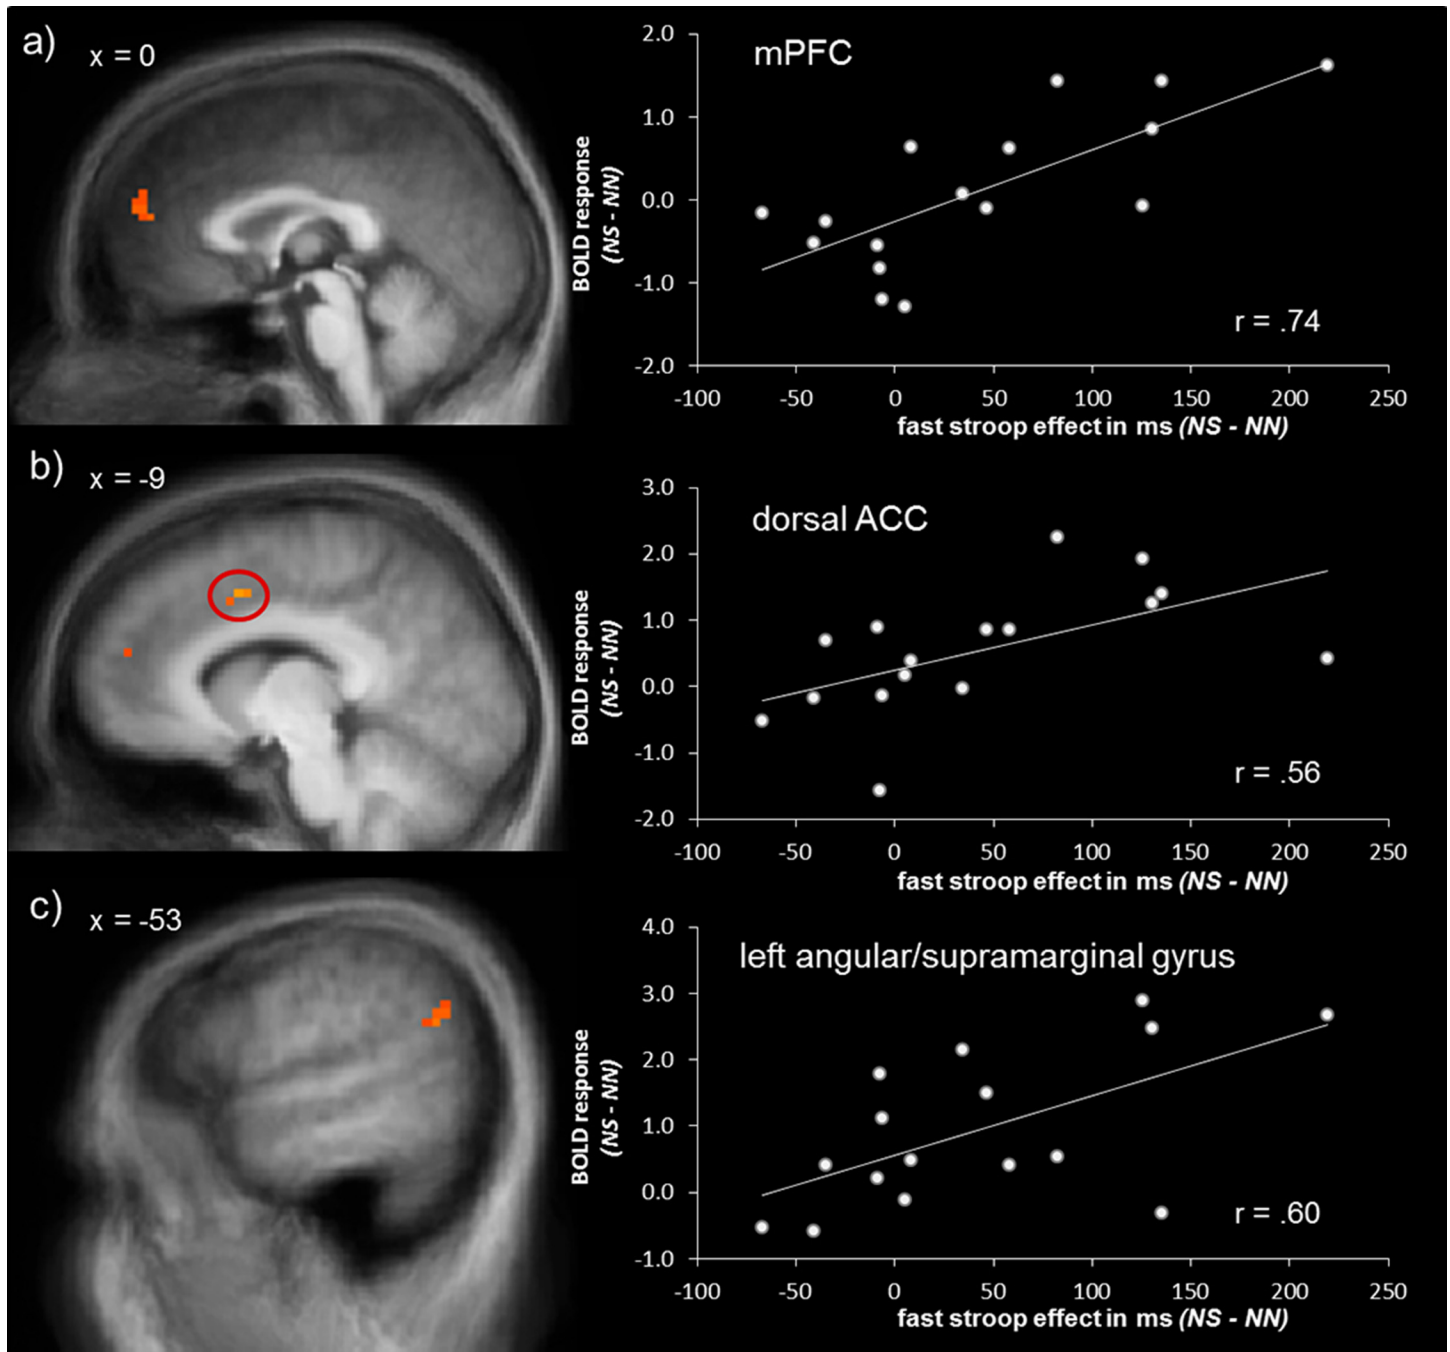 a)
x = 0
mPFC
2.0
1.0
0.0
-1.0
-2.0
BOLD response
(NS - NN)
r = .74
-100 -50 0 50 100 150 200 250
fast stroop effect in ms (NS - NN)
b)
x = -9
dorsal ACC
3.0
2.0
1.0
0.0
-1.0
-2.0
BOLD response
(NS - NN)
r = .56
-100 -50 0 50 100 150 200 250
fast stroop effect in ms (NS - NN)
c)
x = -53
left angular/supramarginal gyrus
4.0
3.0
2.0
1.0
0.0
-1.0
BOLD response
(NS - NN)
r = .60
-100 -50 0 50 100 150 200 250
fast stroop effect in ms (NS - NN)